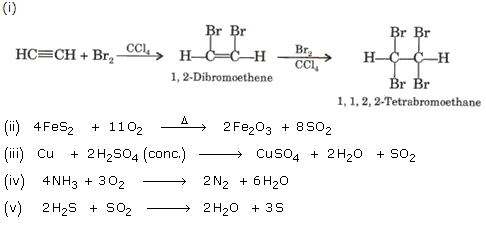 (i)
Br Br
HC≡CH + Br₂ —CCl₄→ H—C=C—H —Br₂/CCl₄→ H—C—C—H
1, 2-Dibromoethene
Br Br
Br Br
1, 1, 2, 2-Tetrabromoethane
(ii) 4FeS₂ + 11O₂ —Δ→ 2Fe₂O₃ + 8SO₂
(iii) Cu + 2H₂SO₄ (conc.) ⟶ CuSO₄ + 2H₂O + SO₂
(iv) 4NH₃ + 3O₂ ⟶ 2N₂ + 6H₂O
(v) 2H₂S + SO₂ ⟶ 2H₂O + 3S